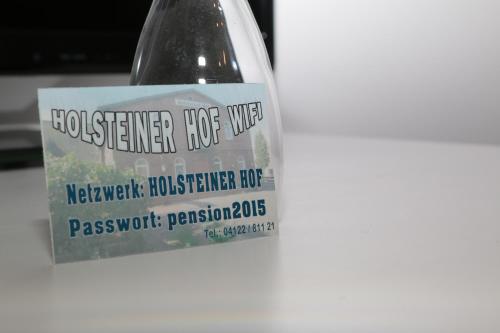 HOLSTEINER HOF WIFI
Netzwerk: HOLSTEINER HOF
Passwort: pension2015
Tel.: 04122 / 811 21